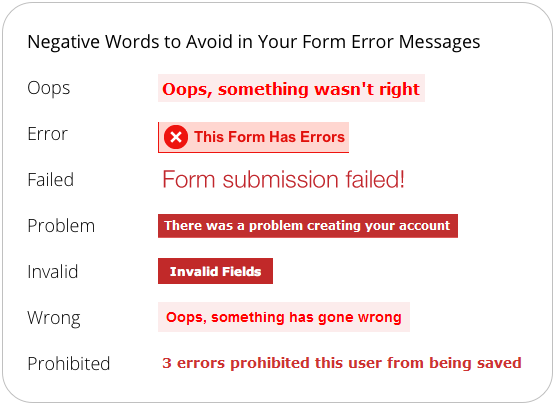 Negative Words to Avoid in Your Form Error Messages
Oops Oops, something wasn't right
Error This Form Has Errors
Failed Form submission failed!
Problem There was a problem creating your account
Invalid Invalid Fields
Wrong Oops, something has gone wrong
Prohibited 3 errors prohibited this user from being saved